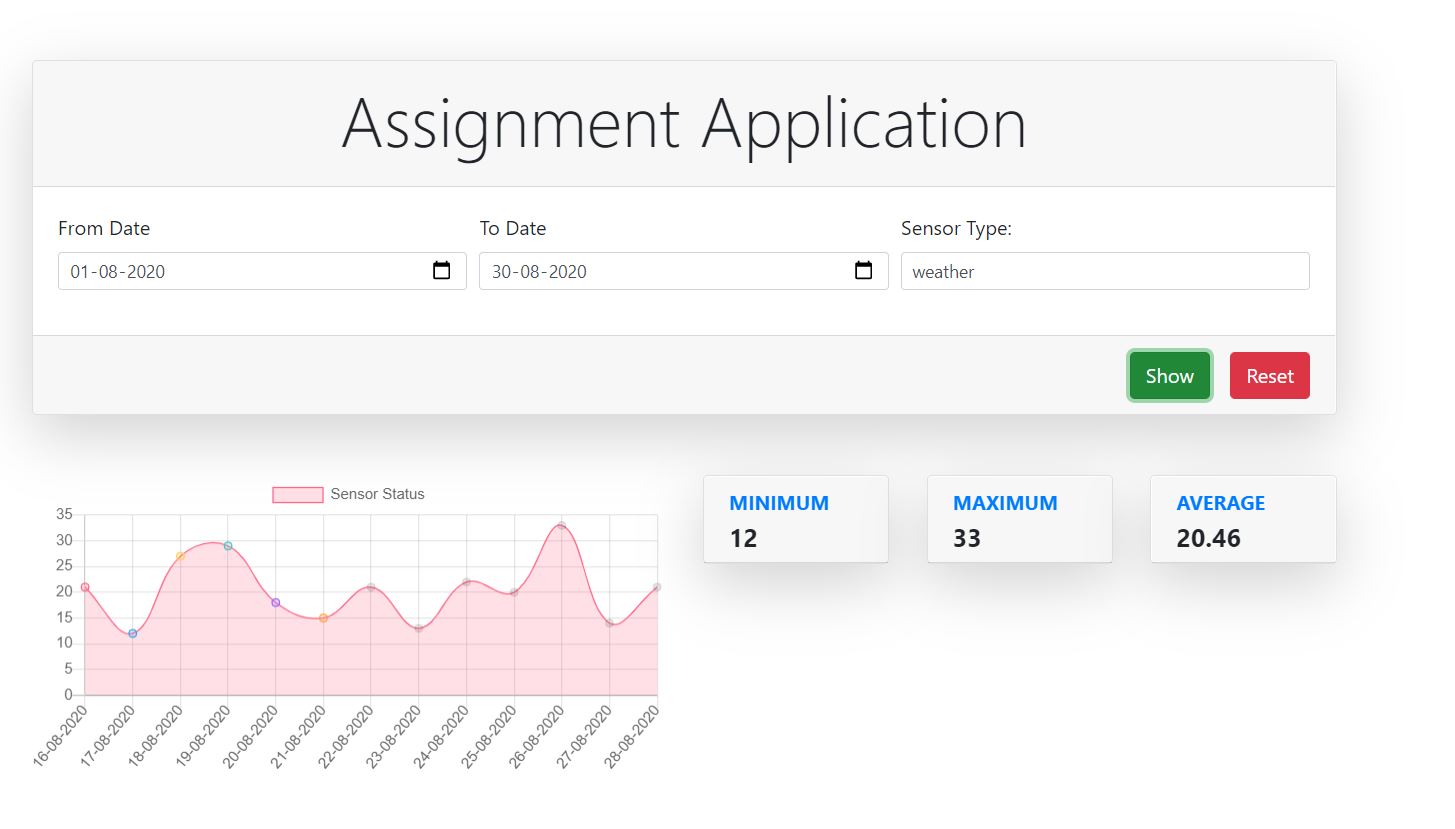 Assignment Application
From Date
To Date
Sensor Type:
01-08-2020
30-08-2020
weather
Show
Reset
Sensor Status
35
30
25
20
15
10
5
0
16-08-2020
17-08-2020
18-08-2020
19-08-2020
20-08-2020
21-08-2020
22-08-2020
23-08-2020
24-08-2020
25-08-2020
26-08-2020
27-08-2020
28-08-2020
MINIMUM
12
MAXIMUM
33
AVERAGE
20.46